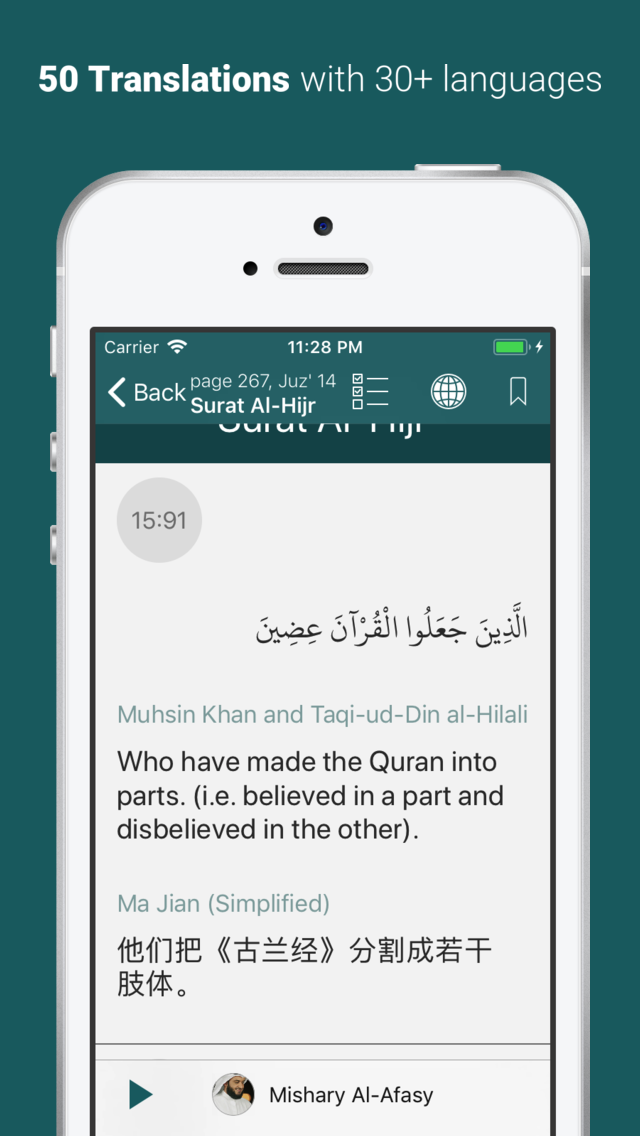 50 Translations with 30+ languages
Carrier 11:28 PM
Back page 267, Juz' 14
Surat Al-Hijr
Surat Al-Hijr
15:91
الَّذِينَ جَعَلُوا الْقُرْآنَ عِضِينَ
Muhsin Khan and Taqi-ud-Din al-Hilali
Who have made the Quran into
parts. (i.e. believed in a part and
disbelieved in the other).
Ma Jian (Simplified)
他们把《古兰经》分割成若干
肢体。
Mishary Al-Afasy